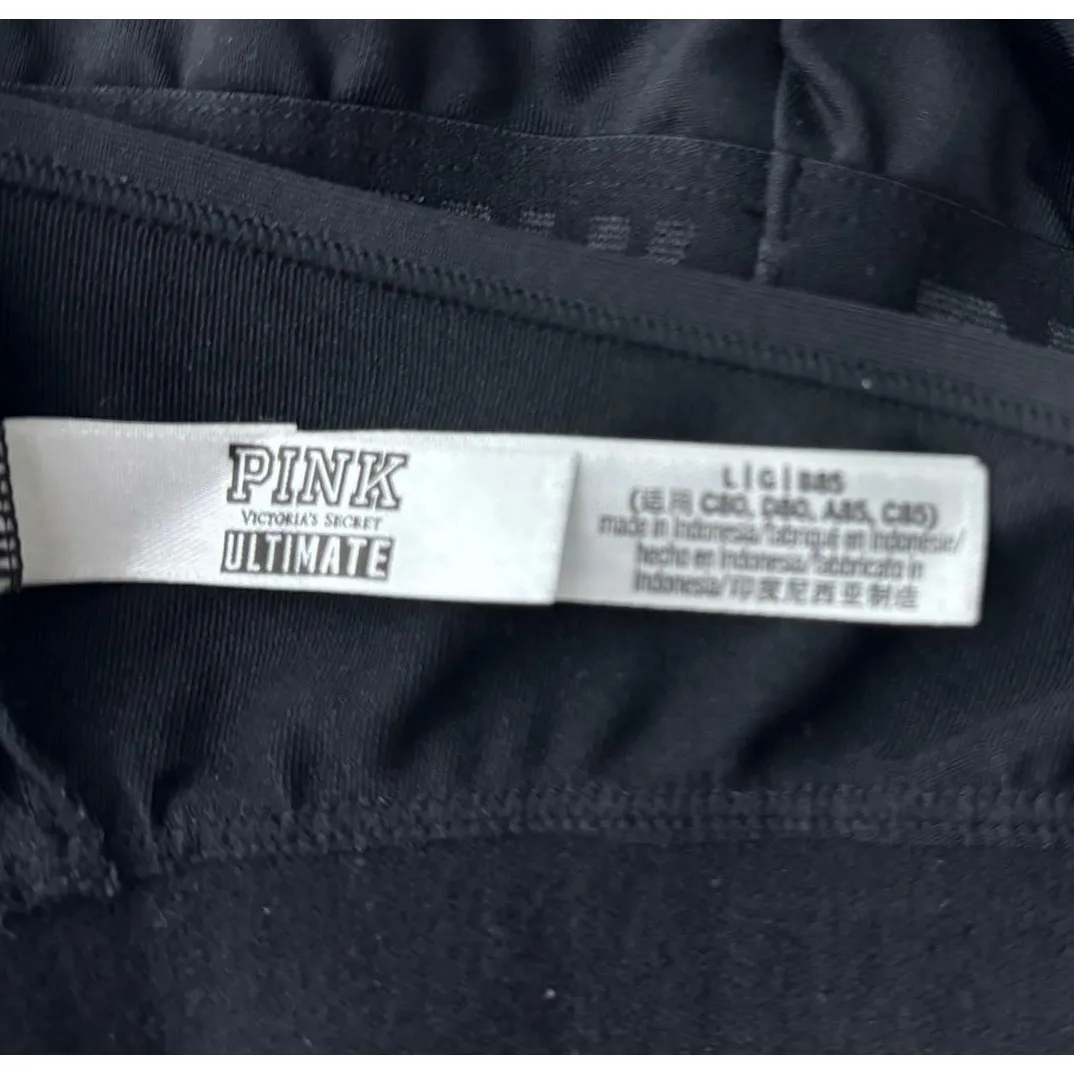 PINK
VICTORIA'S SECRET
ULTIMATE
L | G | B85
(适用 C80, D80, A85, C85)
made in Indonesia/fabriqué en Indonésie/
hecho en Indonesia/fabbricato in
Indonesia/印度尼西亚制造